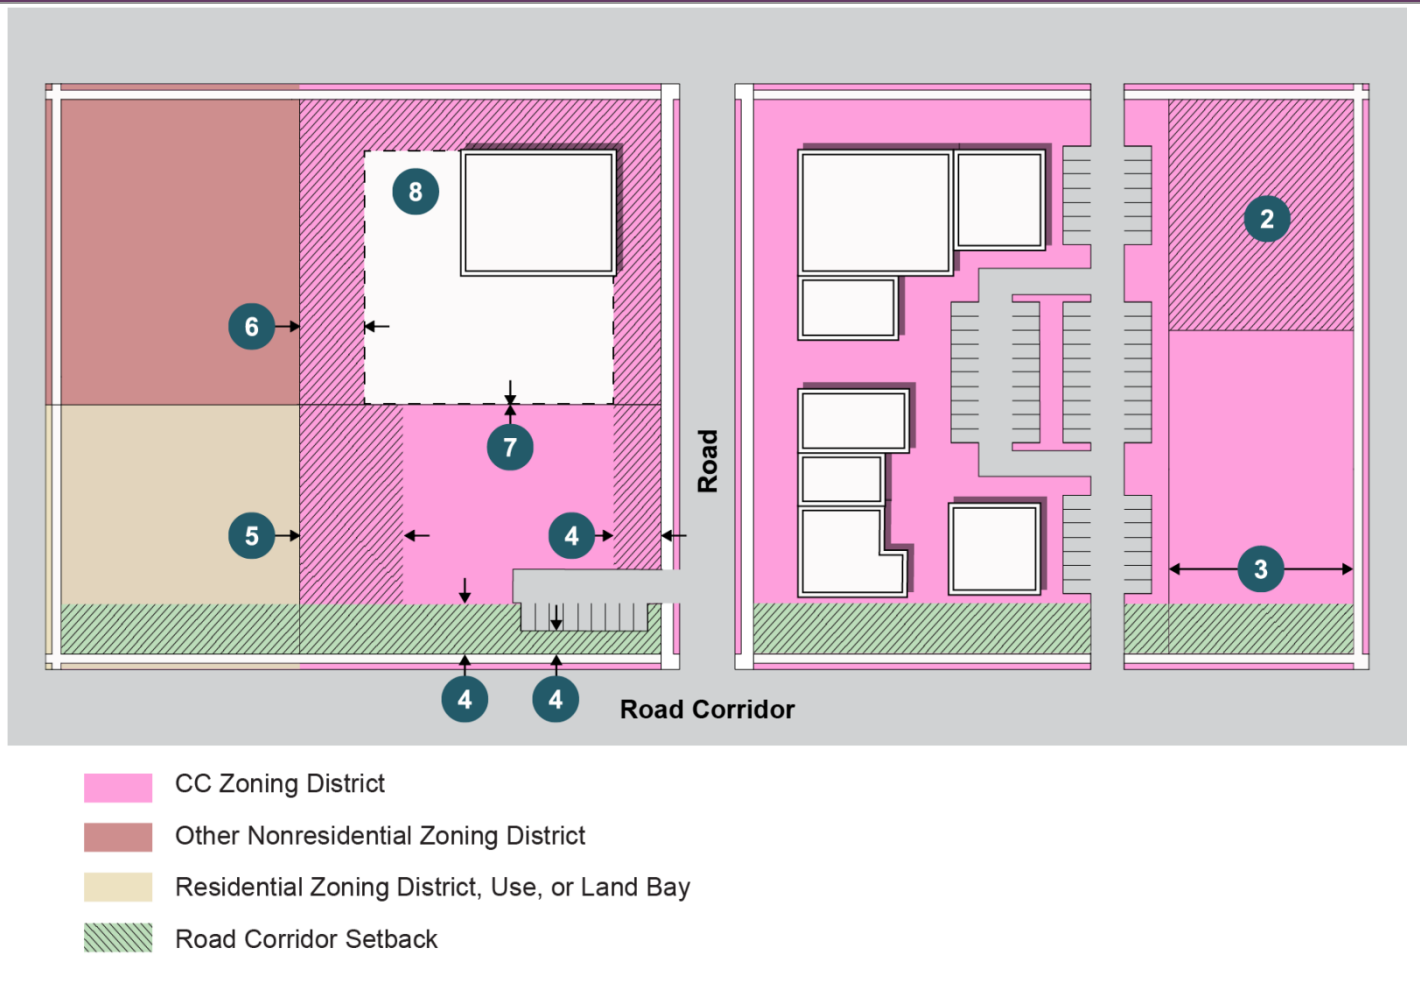 8
2
6
7
Road
5
4
3
4
4
Road Corridor
CC Zoning District
Other Nonresidential Zoning District
Residential Zoning District, Use, or Land Bay
Road Corridor Setback